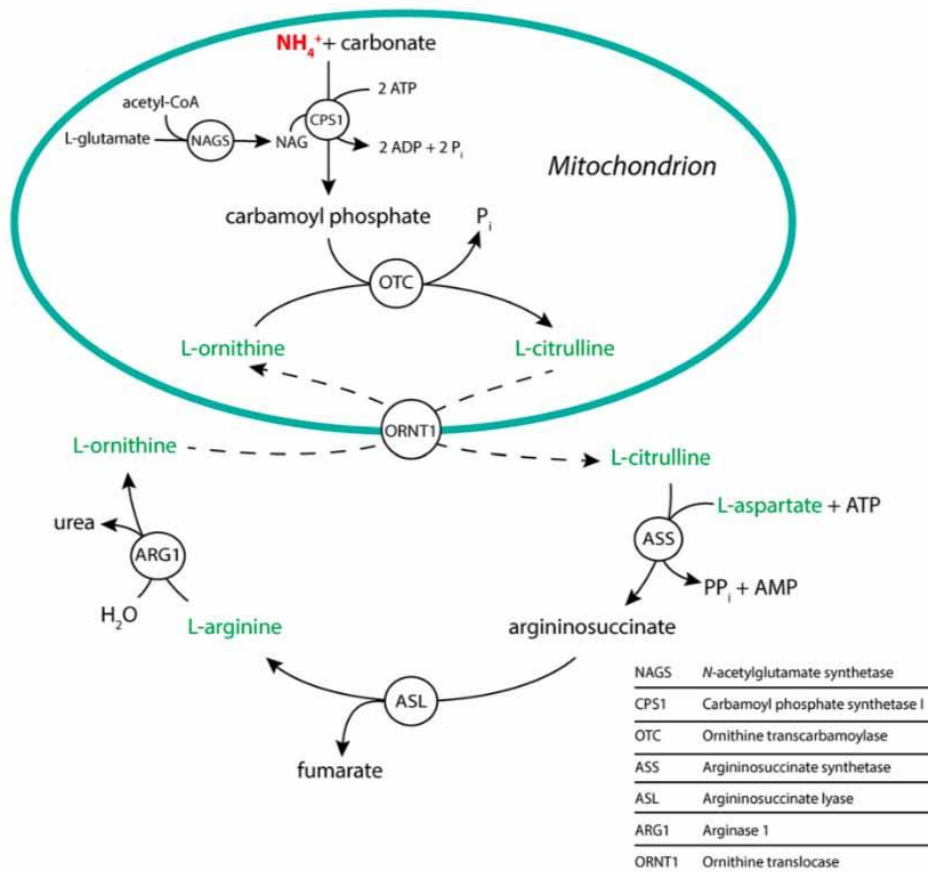 NH₄⁺ + carbonate
2 ATP
acetyl-CoA
CPS1
L-glutamate
NAGS
NAG
2 ADP + 2 Pᵢ
Mitochondrion
carbamoyl phosphate
Pᵢ
OTC
L-ornithine
L-citrulline
ORNT1
L-ornithine
L-citrulline
L-aspartate + ATP
urea
ASS
ARG1
PPᵢ + AMP
H₂O
L-arginine
argininosuccinate
ASL
fumarate
NAGS N-acetylglutamate synthetase
CPS1 Carbamoyl phosphate synthetase I
OTC Ornithine transcarbamoylase
ASS Argininosuccinate synthetase
ASL Argininosuccinate lyase
ARG1 Arginase 1
ORNT1 Ornithine translocase